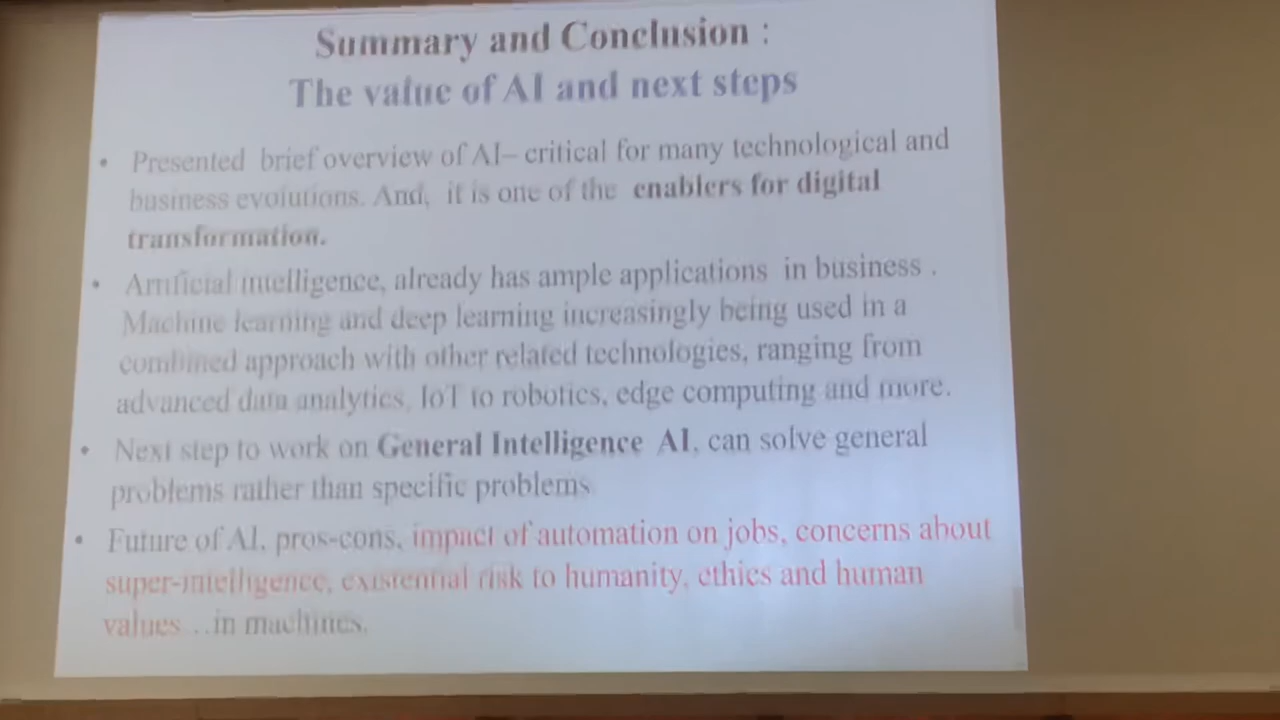 Summary and Conclusion :
The value of AI and next steps
• Presented brief overview of AI– critical for many technological and
business evolutions. And, it is one of the enablers for digital
transformation.
• Artificial intelligence, already has ample applications in business .
Machine learning and deep learning increasingly being used in a
combined approach with other related technologies, ranging from
advanced data analytics, IoT to robotics, edge computing and more.
• Next step to work on General Intelligence AI, can solve general
problems rather than specific problems
• Future of AI, pros-cons, impact of automation on jobs, concerns about
super-intelligence, existential risk to humanity, ethics and human
values…in machines.